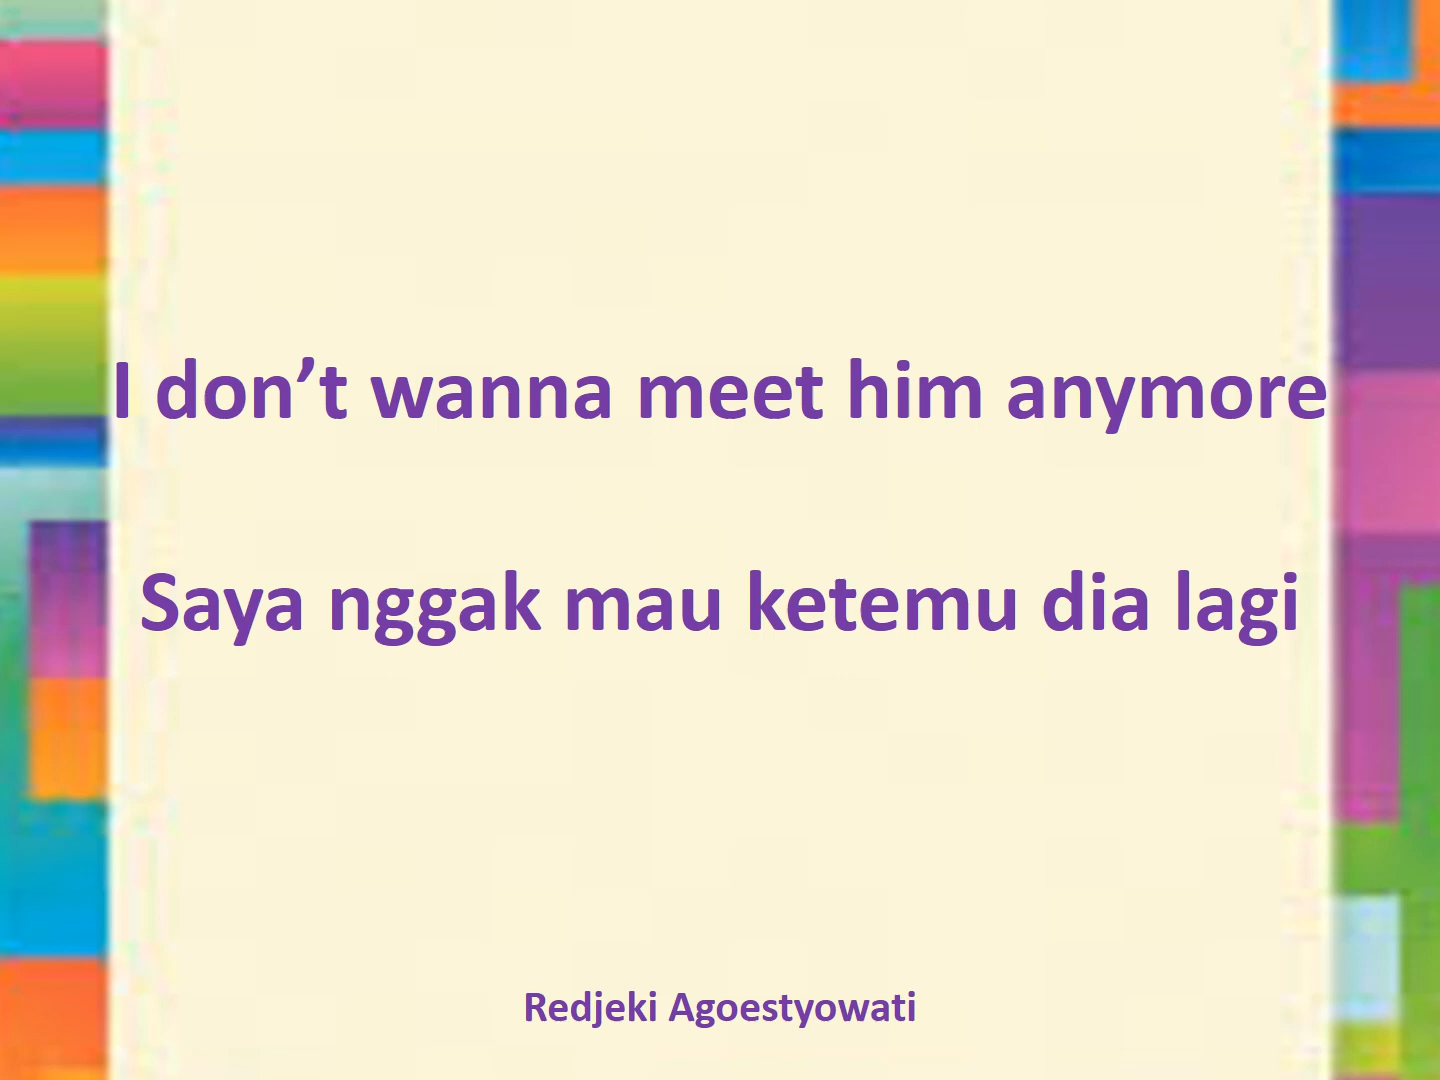 I don’t wanna meet him anymore
Saya nggak mau ketemu dia lagi
Redjeki Agoestyowati